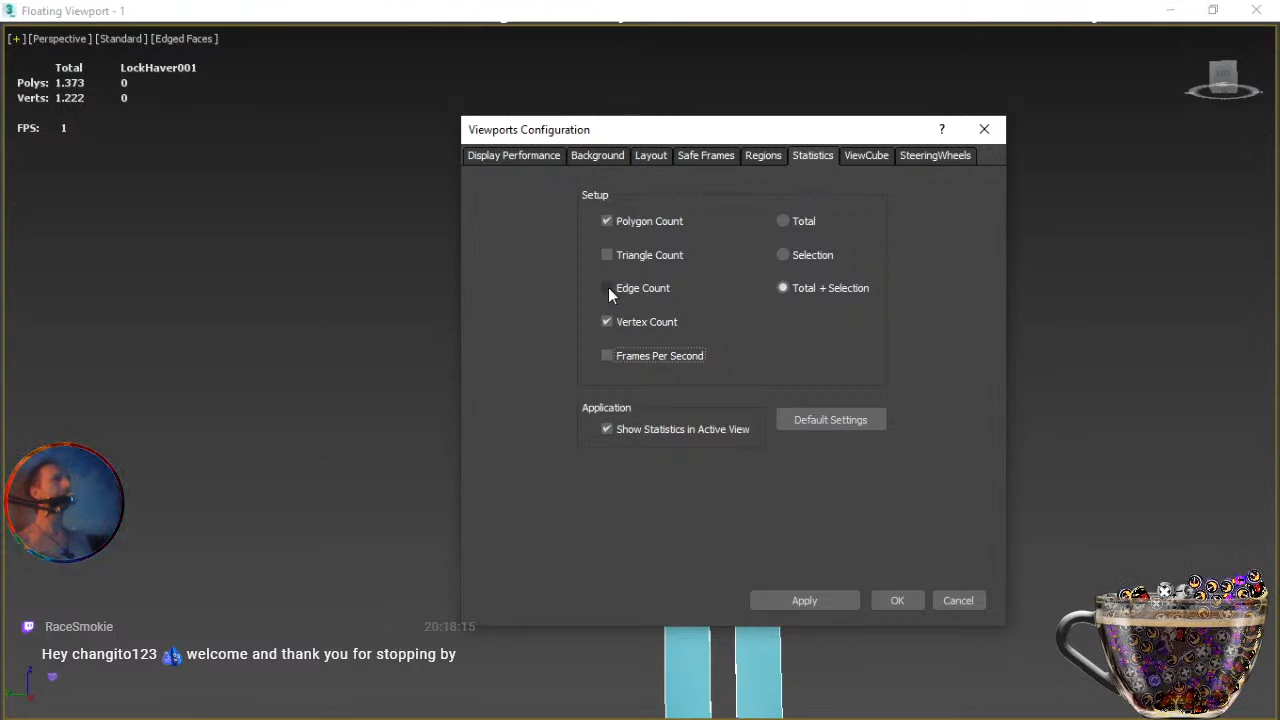 Floating Viewport - 1
[+] [Perspective] [Standard] [Edged Faces]
Total LockHaver001
Polys: 1.373 0
Verts: 1.222 0
FPS: 1
Viewports Configuration
Display Performance Background Layout Safe Frames Regions Statistics ViewCube SteeringWheels
Setup
Polygon Count Total
Triangle Count Selection
Edge Count Total + Selection
Vertex Count
Frames Per Second
Application
Show Statistics in Active View Default Settings
Apply OK Cancel
RaceSmokie 20:18:15
Hey changito123 welcome and thank you for stopping by